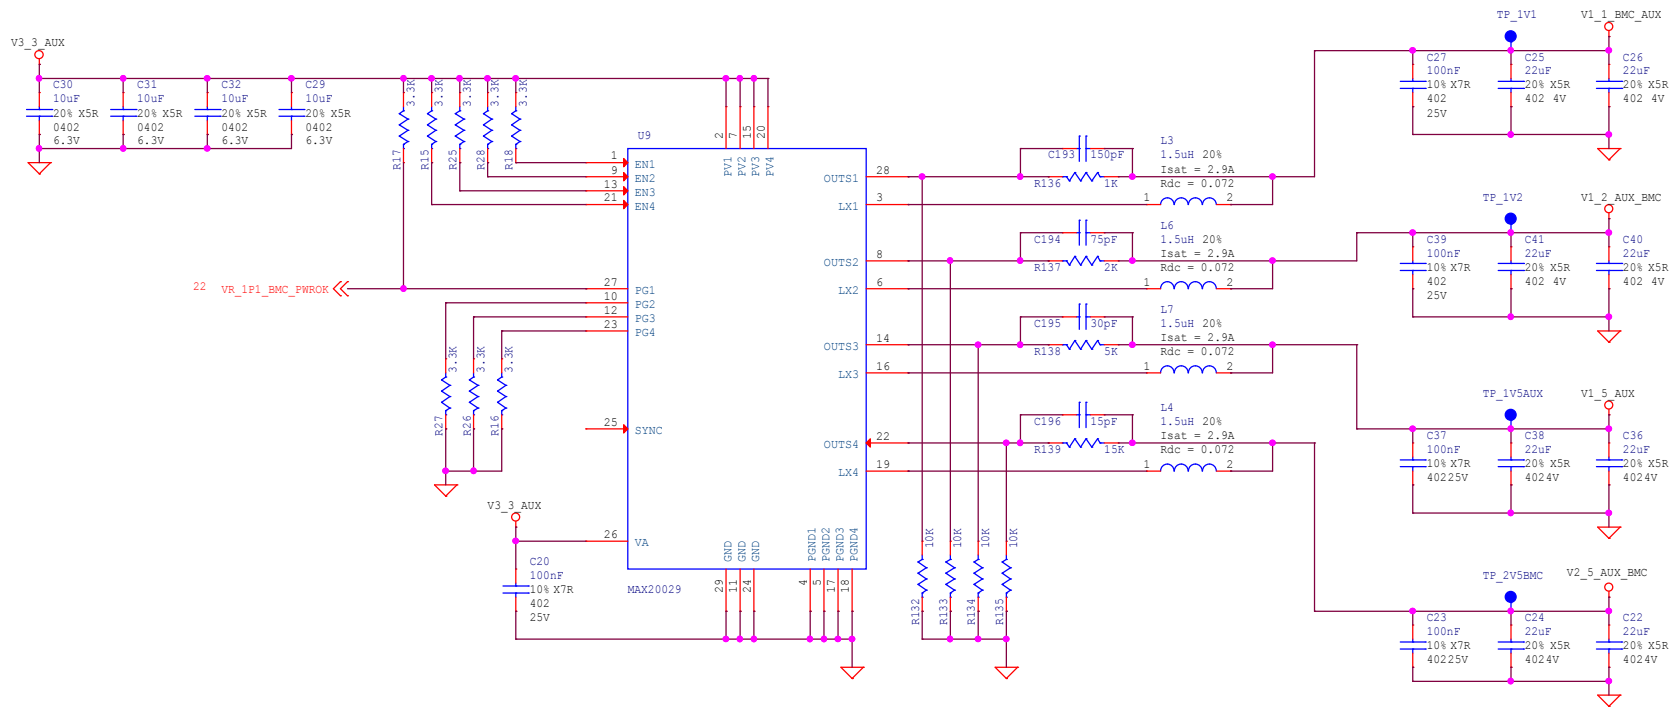 V3_3_AUX
C30
10uF
20% X5R
0402
6.3V
C31
10uF
20% X5R
0402
6.3V
C32
10uF
20% X5R
0402
6.3V
C29
10uF
20% X5R
0402
6.3V
3.3K
3.3K
3.3K
3.3K
3.3K
R17
R15
R25
R28
R18
U9
2
7
15
20
PV1
PV2
PV3
PV4
1
EN1
9
EN2
13
EN3
21
EN4
22 VR_1P1_BMC_PWROK
27
PG1
10
PG2
12
PG3
23
PG4
3.3K
3.3K
3.3K
R27
R26
R16
25
SYNC
V3_3_AUX
26
VA
C20
100nF
10% X7R
402
25V
GND
GND
GND
PGND1
PGND2
PGND3
PGND4
29
11
24
4
5
17
18
MAX20029
OUTS1
28
LX1
3
OUTS2
8
LX2
6
OUTS3
14
LX3
16
OUTS4
22
LX4
19
C193
150pF
R136
1K
L3
1.5uH 20%
Isat = 2.9A
Rdc = 0.072
1
2
C194
75pF
R137
2K
L6
1.5uH 20%
Isat = 2.9A
Rdc = 0.072
1
2
C195
30pF
R138
5K
L7
1.5uH 20%
Isat = 2.9A
Rdc = 0.072
1
2
C196
15pF
R139
15K
L4
1.5uH 20%
Isat = 2.9A
Rdc = 0.072
1
2
10K
10K
10K
10K
R132
R133
R134
R135
TP_1V1
V1_1_BMC_AUX
C27
100nF
10% X7R
402
25V
C25
22uF
20% X5R
402 4V
C26
22uF
20% X5R
402 4V
TP_1V2
V1_2_AUX_BMC
C39
100nF
10% X7R
402
25V
C41
22uF
20% X5R
402 4V
C40
22uF
20% X5R
402 4V
TP_1V5AUX
V1_5_AUX
C37
100nF
10% X7R
40225V
C38
22uF
20% X5R
4024V
C36
22uF
20% X5R
4024V
TP_2V5BMC
V2_5_AUX_BMC
C23
100nF
10% X7R
40225V
C24
22uF
20% X5R
4024V
C22
22uF
20% X5R
4024V